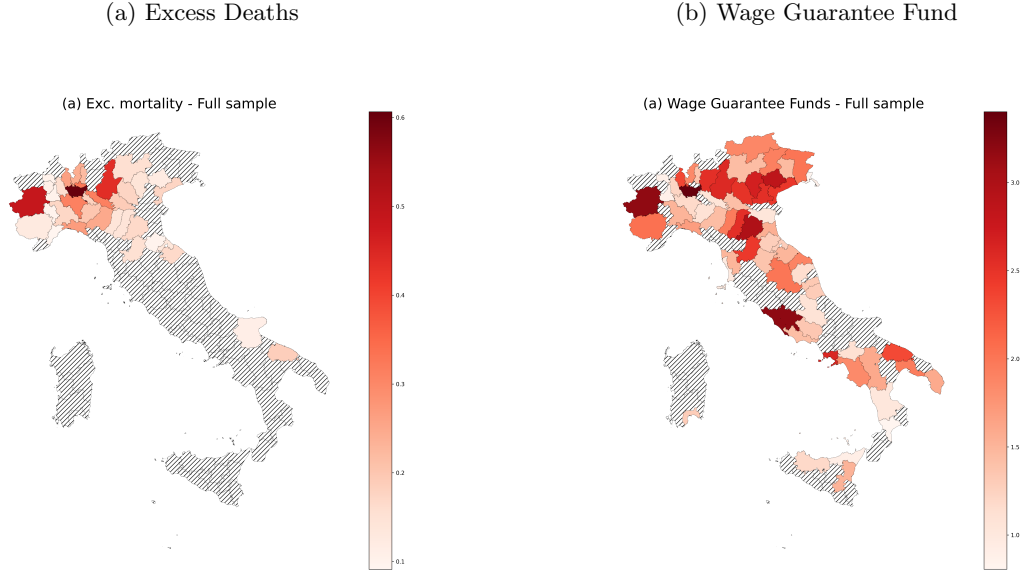 (a) Excess Deaths
(b) Wage Guarantee Fund
(a) Exc. mortality - Full sample
0.6
0.5
0.4
0.3
0.2
0.1
(a) Wage Guarantee Funds - Full sample
3.0
2.5
2.0
1.5
1.0